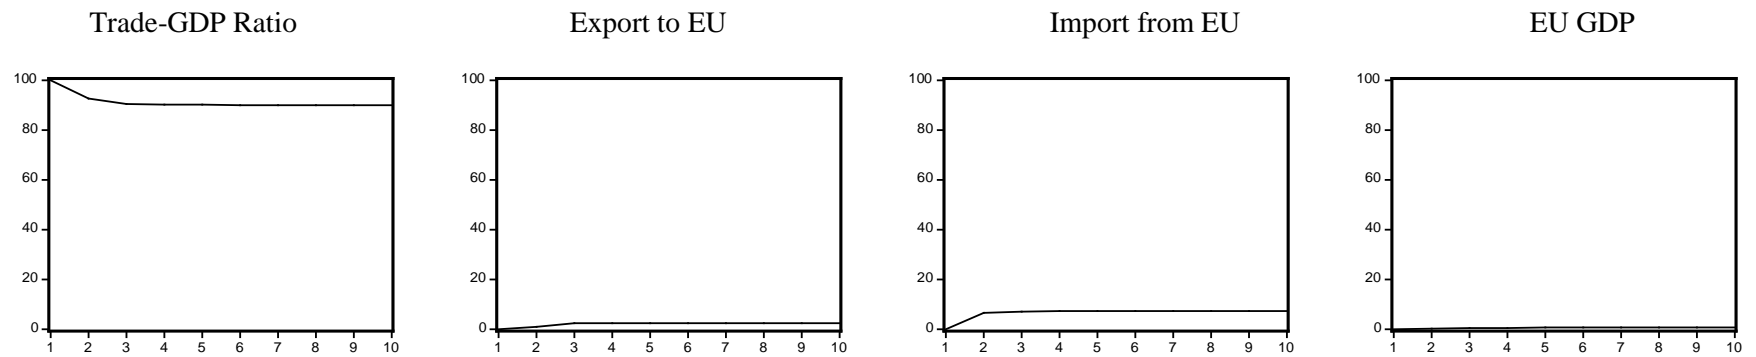 Trade-GDP Ratio Export to EU Import from EU EU GDP
100 100 100 100
80 80 80 80
60 60 60 60
40 40 40 40
20 20 20 20
0 0 0 0
1 2 3 4 5 6 7 8 9 10 1 2 3 4 5 6 7 8 9 10 1 2 3 4 5 6 7 8 9 10 1 2 3 4 5 6 7 8 9 10